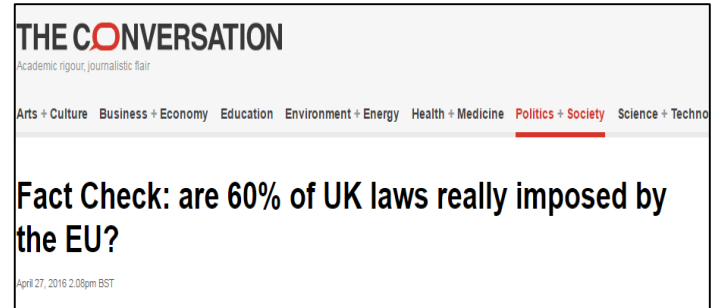 THE CONVERSATION
Academic rigour, journalistic flair
Arts + Culture Business + Economy Education Environment + Energy Health + Medicine Politics + Society Science + Techno
Fact Check: are 60% of UK laws really imposed by
the EU?
April 27, 2016 2.08pm BST